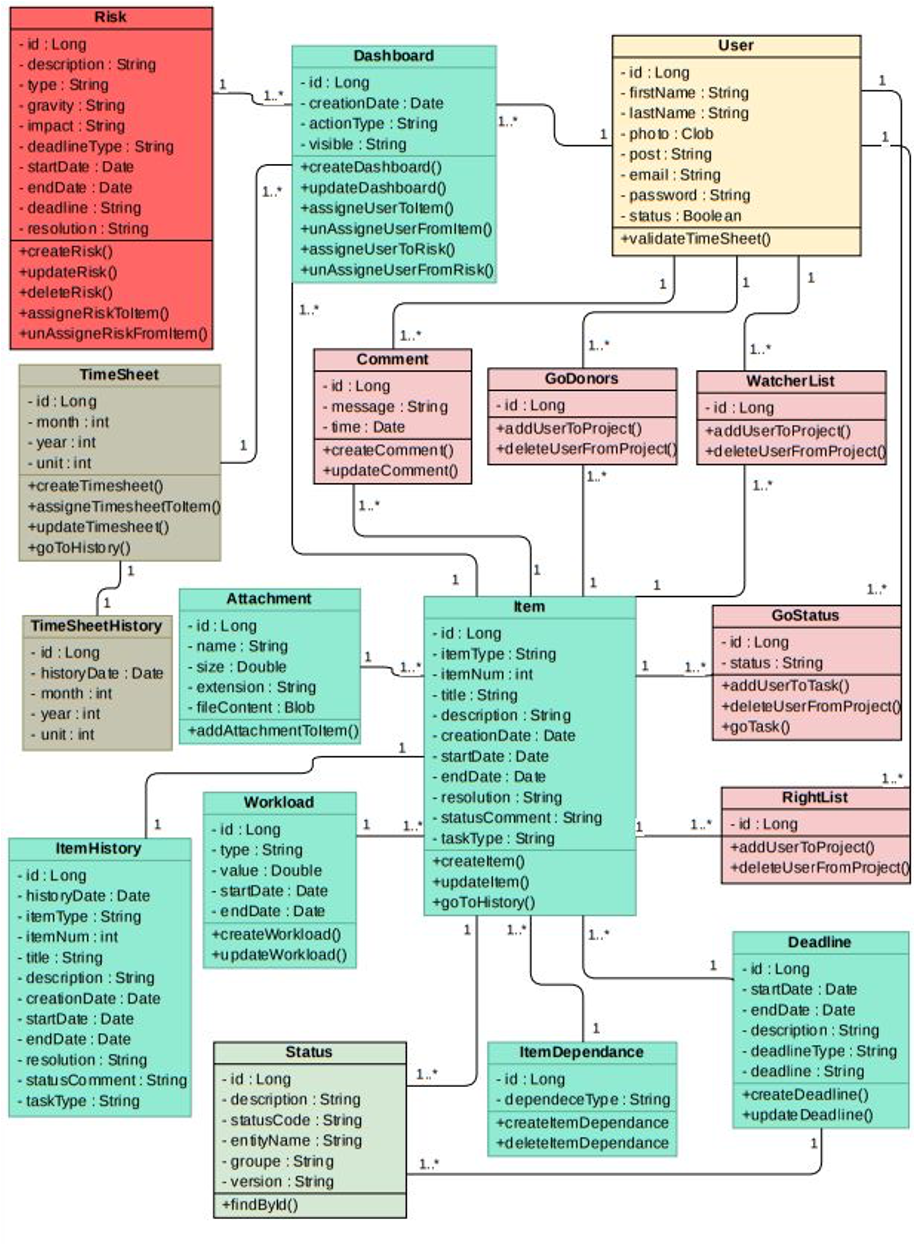 Risk
- id : Long
- description : String
- type : String
- gravity : String
- impact : String
- deadlineType : String
- startDate : Date
- endDate : Date
- deadline : String
- resolution : String
+createRisk()
+updateRisk()
+deleteRisk()
+assigneRiskToItem()
+unAssigneRiskFromItem()
1
1..*
Dashboard
- id : Long
- creationDate : Date
- actionType : String
- visible : String
+createDashboard()
+updateDashboard()
+assigneUserToItem()
+unAssigneUserFromItem()
+assigneUserToRisk()
+unAssigneUserFromRisk()
1..*
1
1..*
1..*
User
- id : Long
- firstName : String
- lastName : String
- photo : Clob
- post : String
- email : String
- password : String
- status : Boolean
+validateTimeSheet()
1
1
1
1
1
TimeSheet
- id : Long
- month : int
- year : int
- unit : int
+createTimesheet()
+assigneTimesheetToItem()
+updateTimesheet()
+goToHistory()
1
1
1
TimeSheetHistory
- id : Long
- historyDate : Date
- month : int
- year : int
- unit : int
1..*
Comment
- id : Long
- message : String
- time : Date
+createComment()
+updateComment()
1..*
1..*
GoDonors
- id : Long
+addUserToProject()
+deleteUserFromProject()
1..*
1..*
WatcherList
- id : Long
+addUserToProject()
+deleteUserFromProject()
1..*
1
1
1
1
Attachment
- id : Long
- name : String
- size : Double
- extension : String
- fileContent : Blob
+addAttachmentToItem()
1
1..*
Item
- id : Long
- itemType : String
- itemNum : int
- title : String
- description : String
- creationDate : Date
- startDate : Date
- endDate : Date
- resolution : String
- statusComment : String
- taskType : String
+createItem()
+updateItem()
+goToHistory()
1..*
GoStatus
- id : Long
- status : String
+addUserToTask()
+deleteUserFromProject()
+goTask()
1
1..*
1..*
RightList
- id : Long
+addUserToProject()
+deleteUserFromProject()
1
1..*
1
1
Workload
- id : Long
- type : String
- value : Double
- startDate : Date
- endDate : Date
+createWorkload()
+updateWorkload()
1
1..*
ItemHistory
- id : Long
- historyDate : Date
- itemType : String
- itemNum : int
- title : String
- description : String
- creationDate : Date
- startDate : Date
- endDate : Date
- resolution : String
- statusComment : String
- taskType : String
1
1..*
1..*
1
1
1..*
Status
- id : Long
- description : String
- statusCode : String
- entityName : String
- groupe : String
- version : String
+findById()
1..*
ItemDependance
- id : Long
- dependeceType : String
+createItemDependance
+deleteItemDependance
Deadline
- id : Long
- startDate : Date
- endDate : Date
- description : String
- deadlineType : String
- deadline : String
+createDeadline()
+updateDeadline()
1